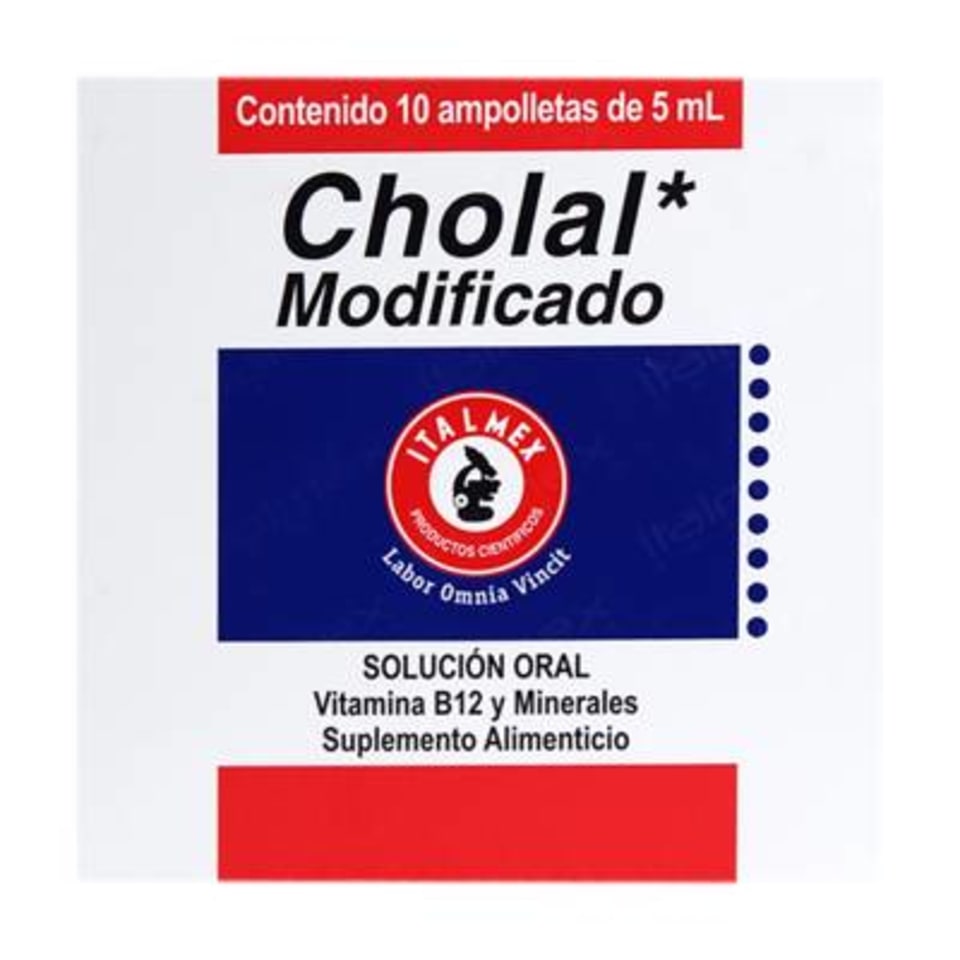 Contenido 10 ampolletas de 5 mL
Cholal*
Modificado
ITALMEX
PRODUCTOS CIENTIFICOS
Labor Omnia Vincit
SOLUCIÓN ORAL
Vitamina B12 y Minerales
Suplemento Alimenticio